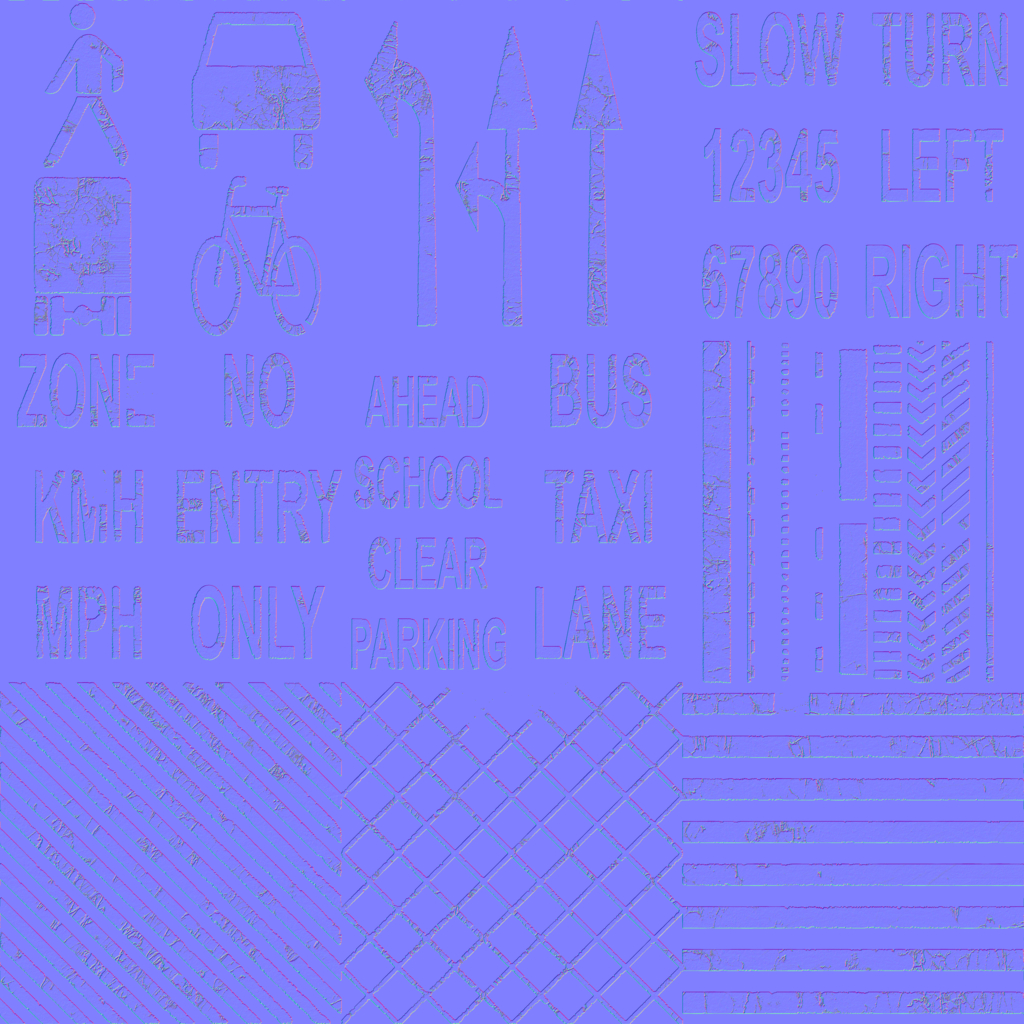 SLOW TURN
12345 LEFT
67890 RIGHT
ZONE NO AHEAD BUS
KMH ENTRY SCHOOL TAXI
CLEAR
MPH ONLY PARKING LANE